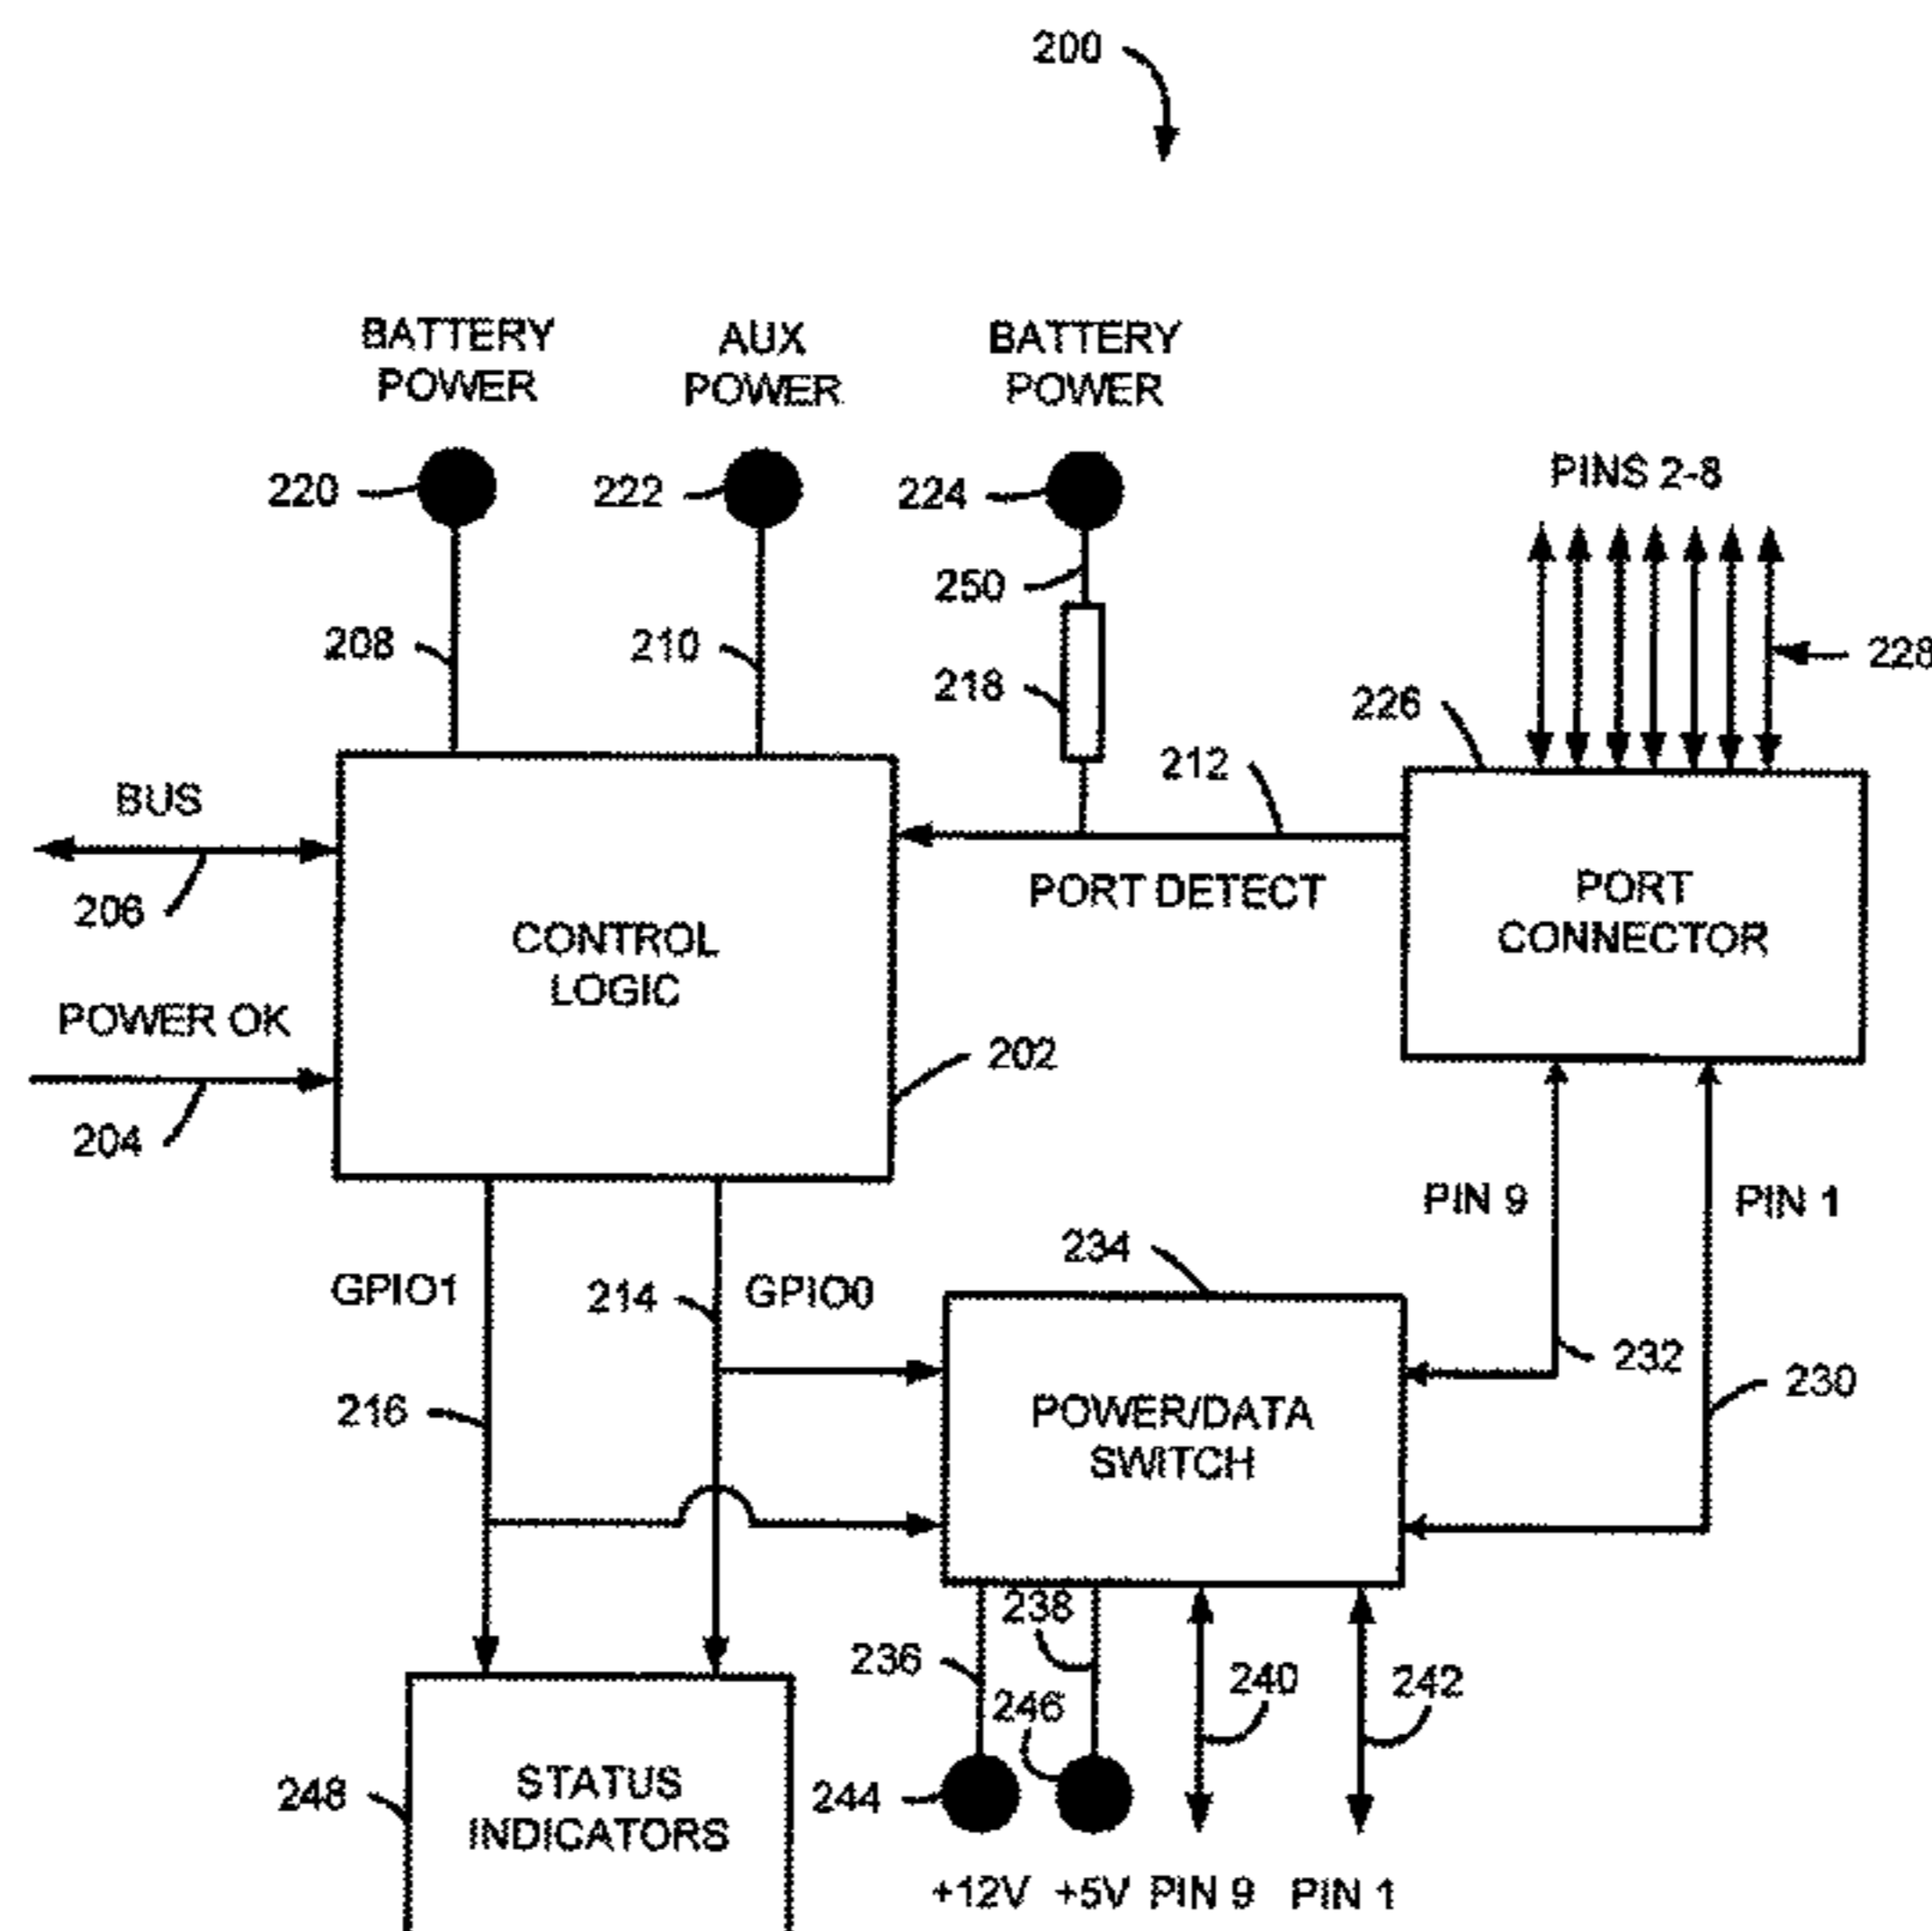 200
BATTERY
POWER
AUX
POWER
BATTERY
POWER
220
222
224
PINS 2-8
250
208
210
218
228
226
212
BUS
206
PORT DETECT
PORT
CONNECTOR
CONTROL
LOGIC
POWER OK
202
204
PIN 9
PIN 1
234
GPIO1
214
GPIO0
232
230
216
POWER/DATA
SWITCH
238
236
240
242
246
248
STATUS
INDICATORS
244
+12V
+5V
PIN 9
PIN 1